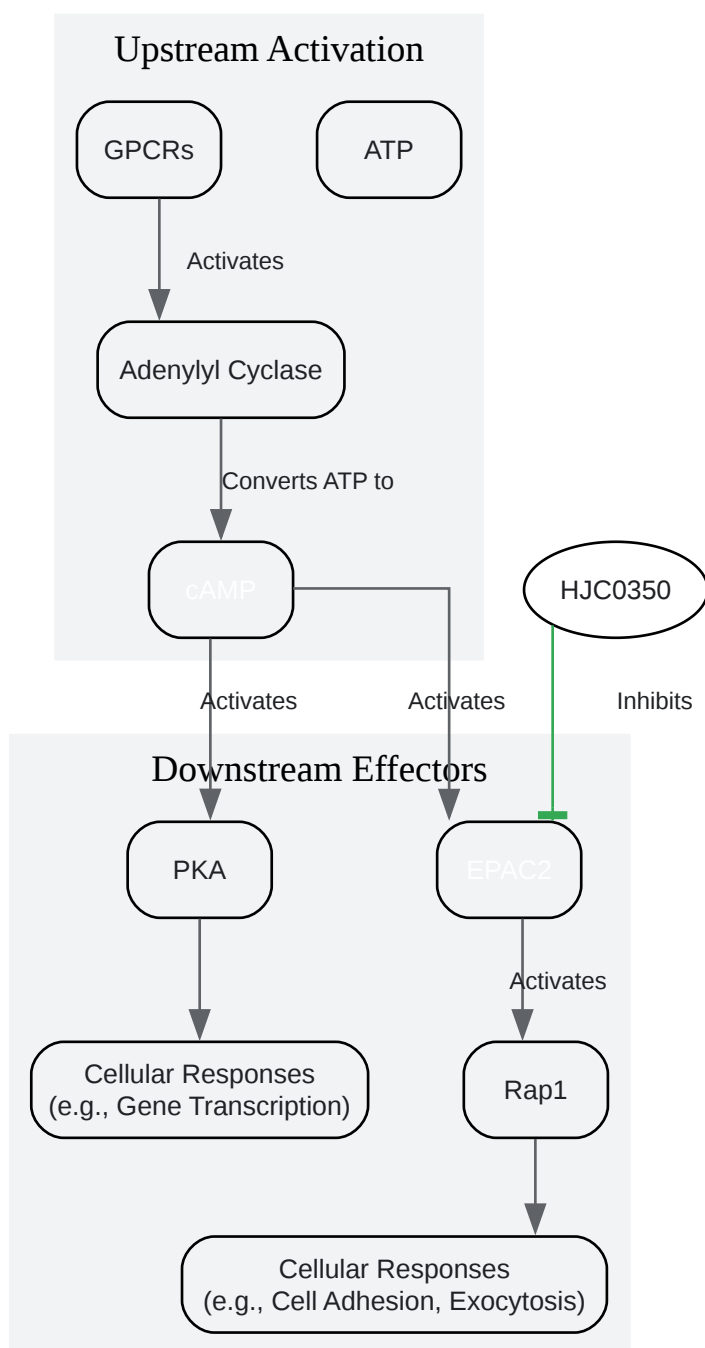 Upstream Activation
GPCRs
ATP
Activates
Adenylyl Cyclase
Converts ATP to
cAMP
HJC0350
Activates
Activates
Inhibits
Downstream Effectors
PKA
EPAC2
Activates
Cellular Responses
(e.g., Gene Transcription)
Rap1
Cellular Responses
(e.g., Cell Adhesion, Exocytosis)